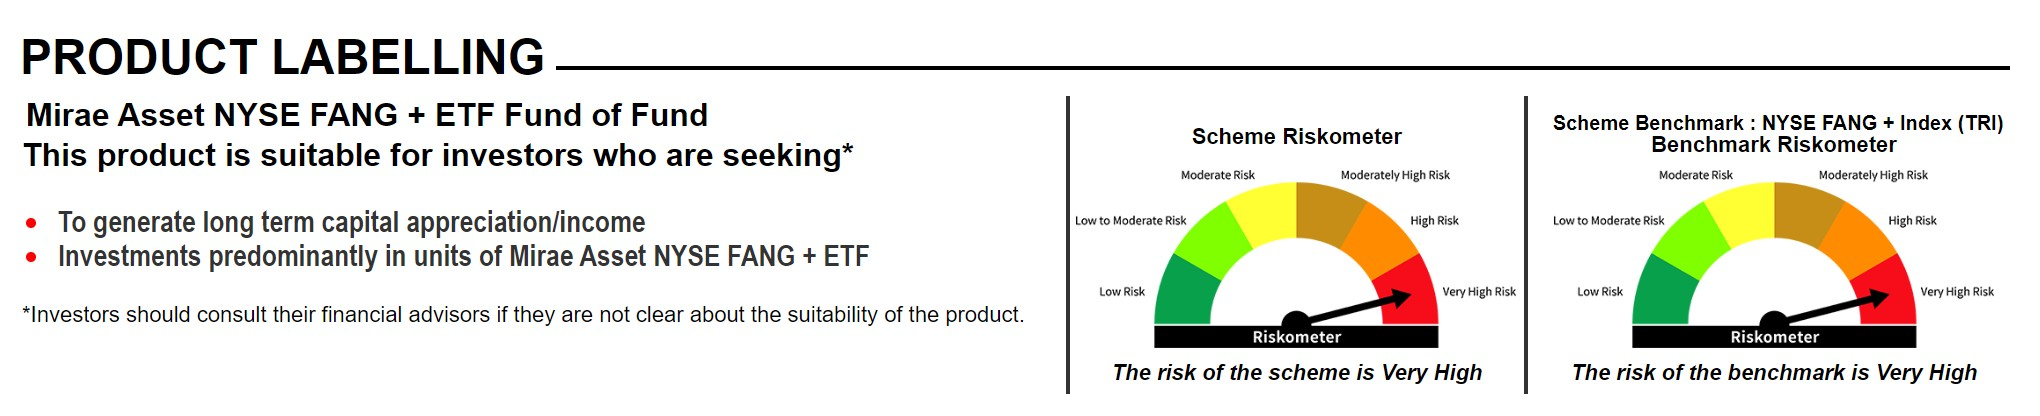 PRODUCT LABELLING
Mirae Asset NYSE FANG + ETF Fund of Fund
This product is suitable for investors who are seeking*
• To generate long term capital appreciation/income
• Investments predominantly in units of Mirae Asset NYSE FANG + ETF
*Investors should consult their financial advisors if they are not clear about the suitability of the product.
Scheme Riskometer
Moderate Risk
Moderately High Risk
Low to Moderate Risk
High Risk
Low Risk
Very High Risk
Riskometer
The risk of the scheme is Very High
Scheme Benchmark : NYSE FANG + Index (TRI)
Benchmark Riskometer
Moderate Risk
Moderately High Risk
Low to Moderate Risk
High Risk
Low Risk
Very High Risk
Riskometer
The risk of the benchmark is Very High